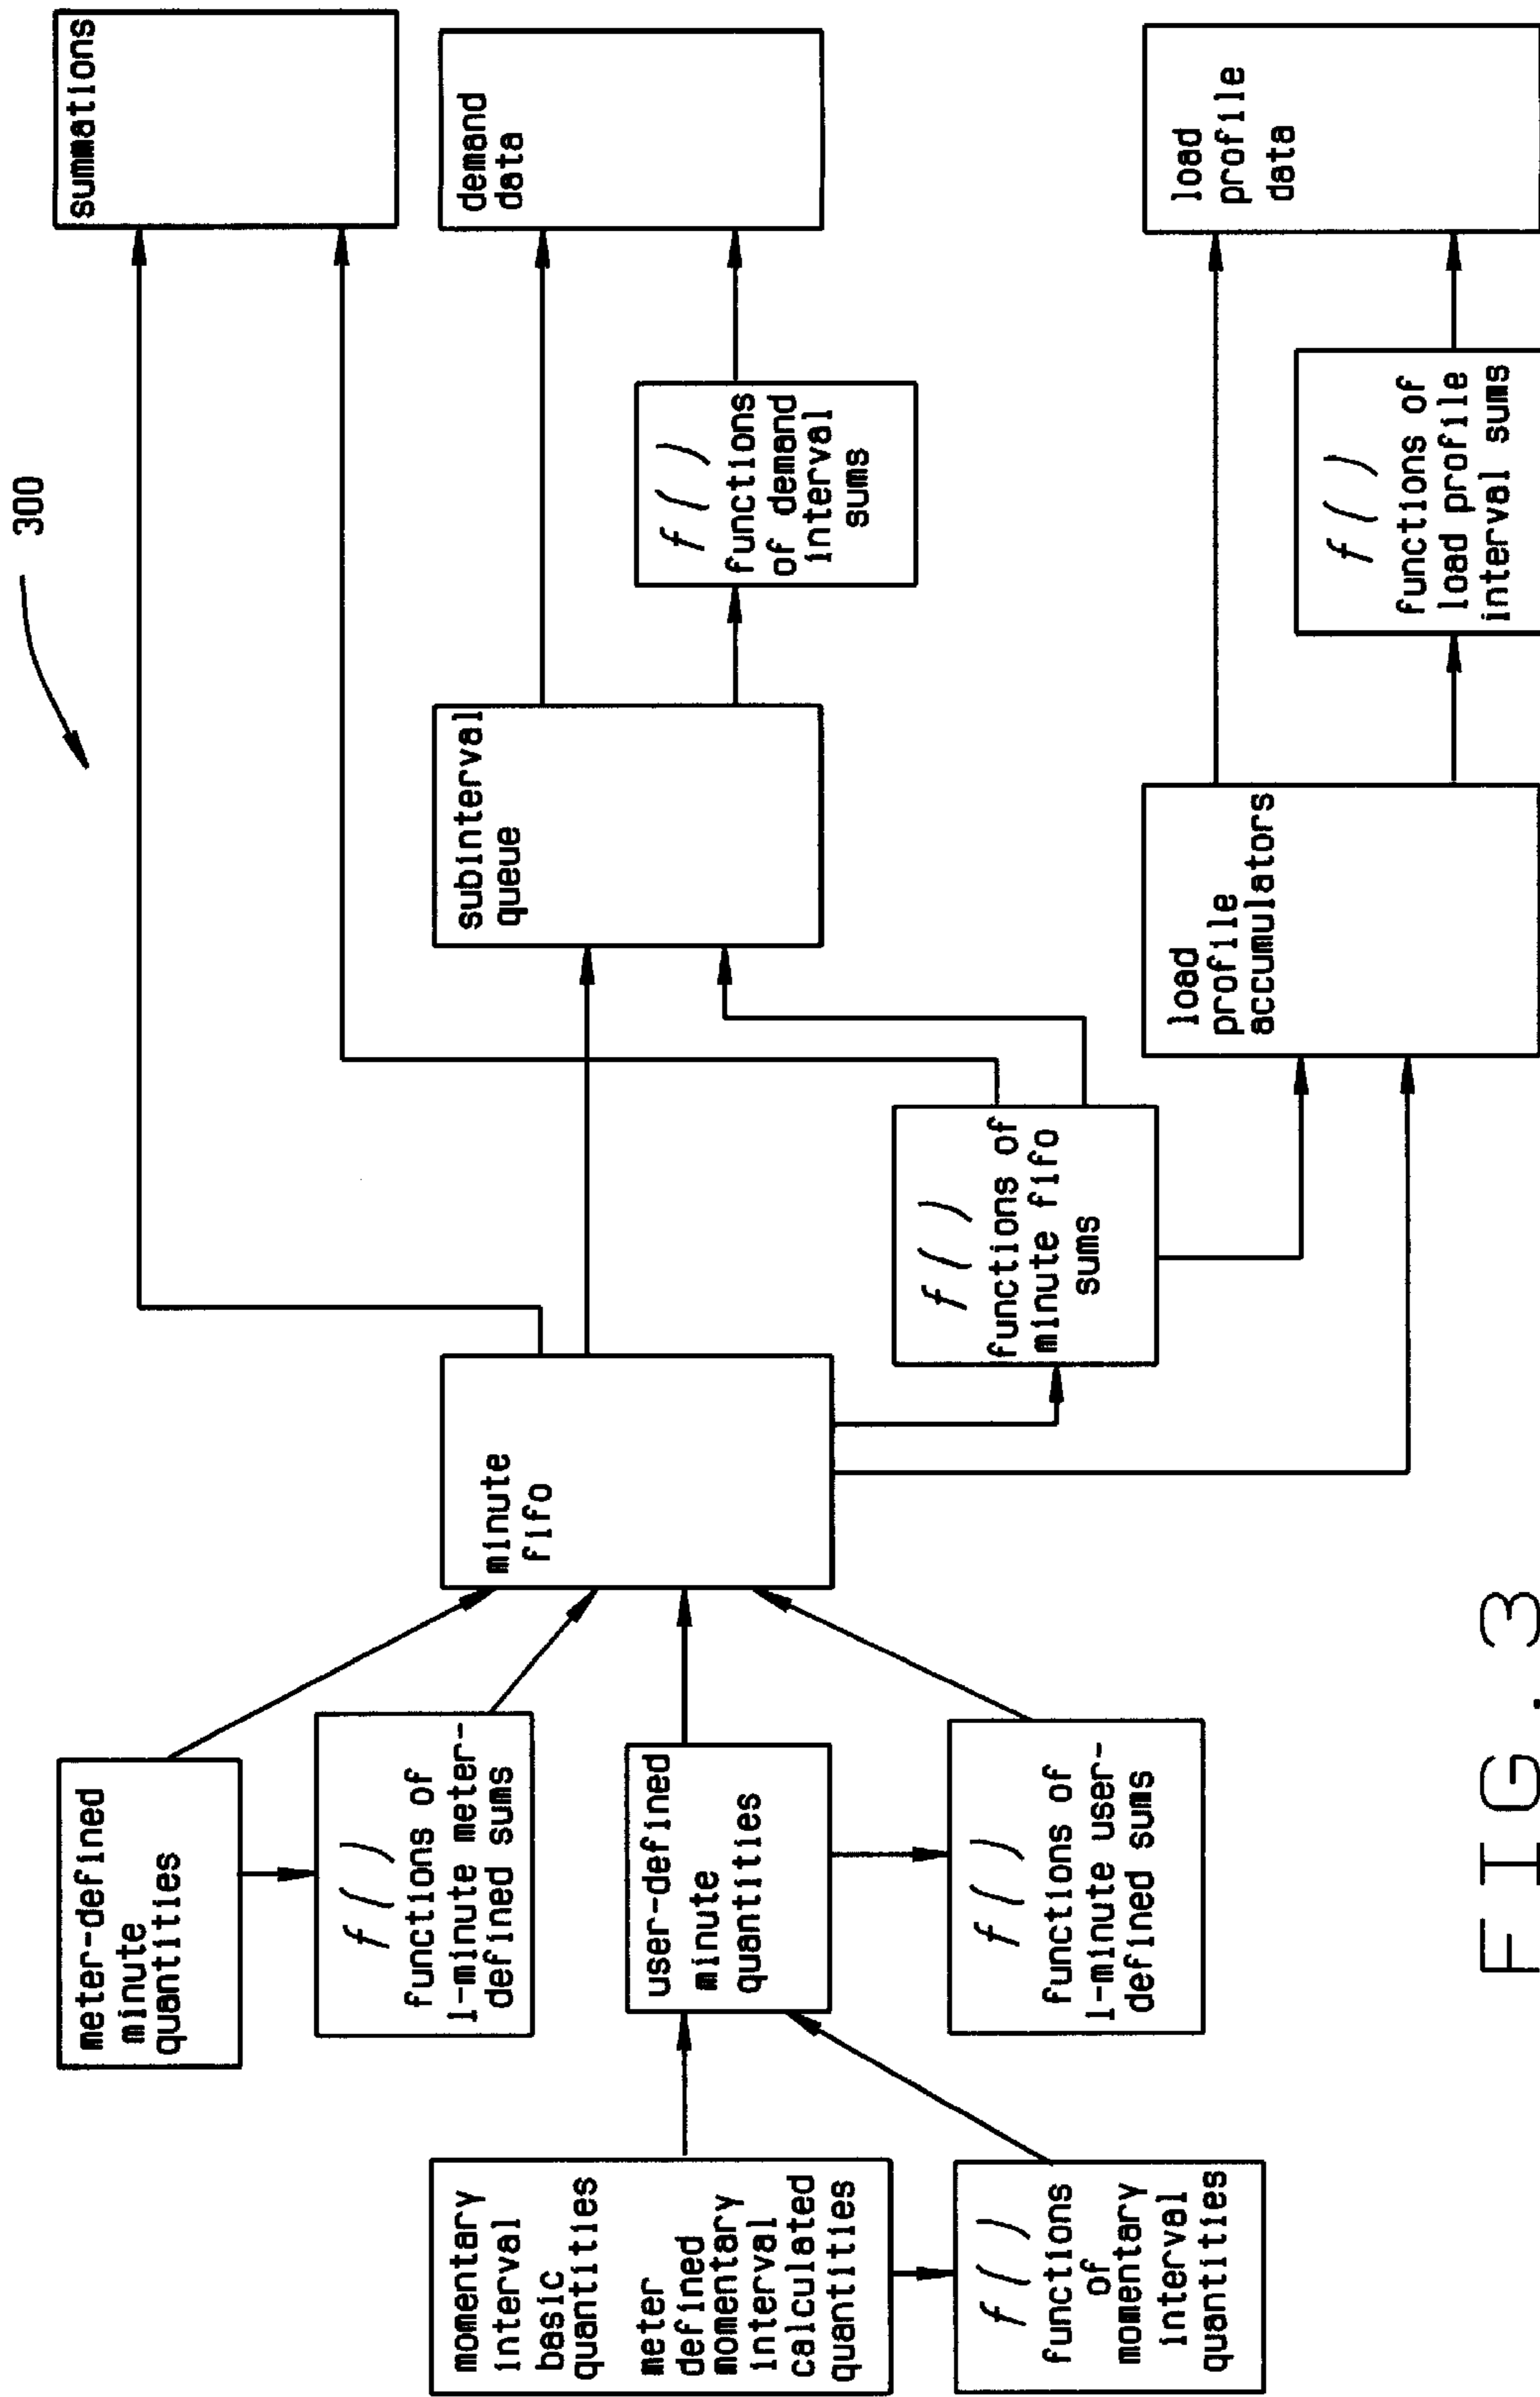 300
meter-defined
minute
quantities
f()
functions of
1-minute meter-
defined sums
momentary
interval
basic
quantities
meter
defined
momentary
interval
calculated
quantities
f()
functions
of
momentary
interval
quantities
user-defined
minute
quantities
f()
functions of
1-minute user-
defined sums
minute
fifo
f()
functions of
minute fifo
sums
summations
subinterval
queue
f()
functions
of demand
interval
sums
demand
data
load
profile
accumulators
f()
functions of
load profile
interval sums
load
profile
data
FIG. 3